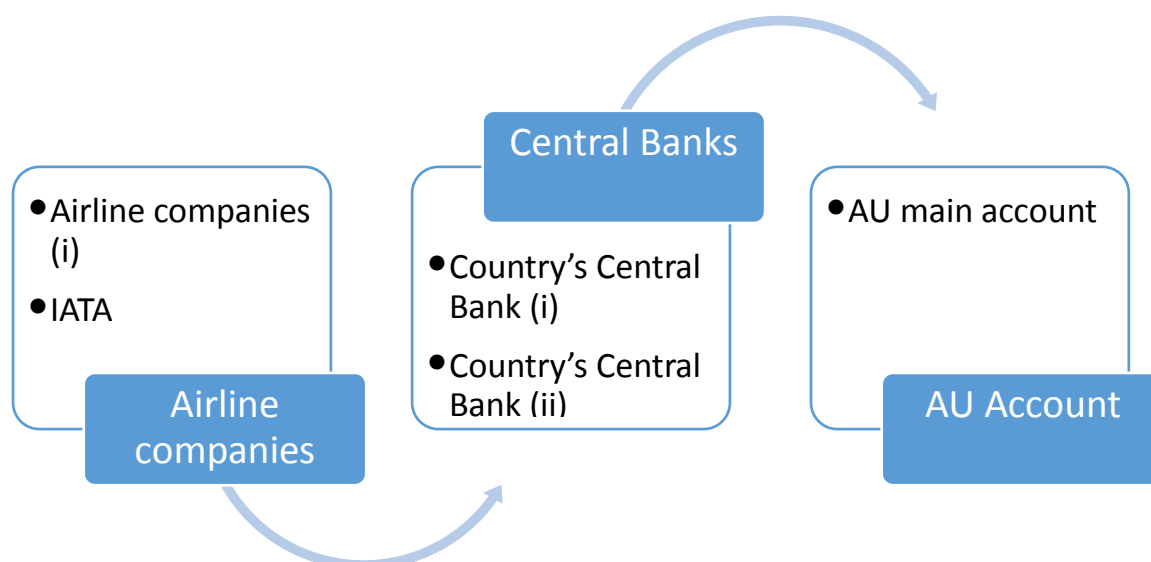 ● Airline companies
(i)
● IATA
Airline
companies
Central Banks
● Country’s Central
Bank (i)
● Country’s Central
Bank (ii)
● AU main account
AU Account